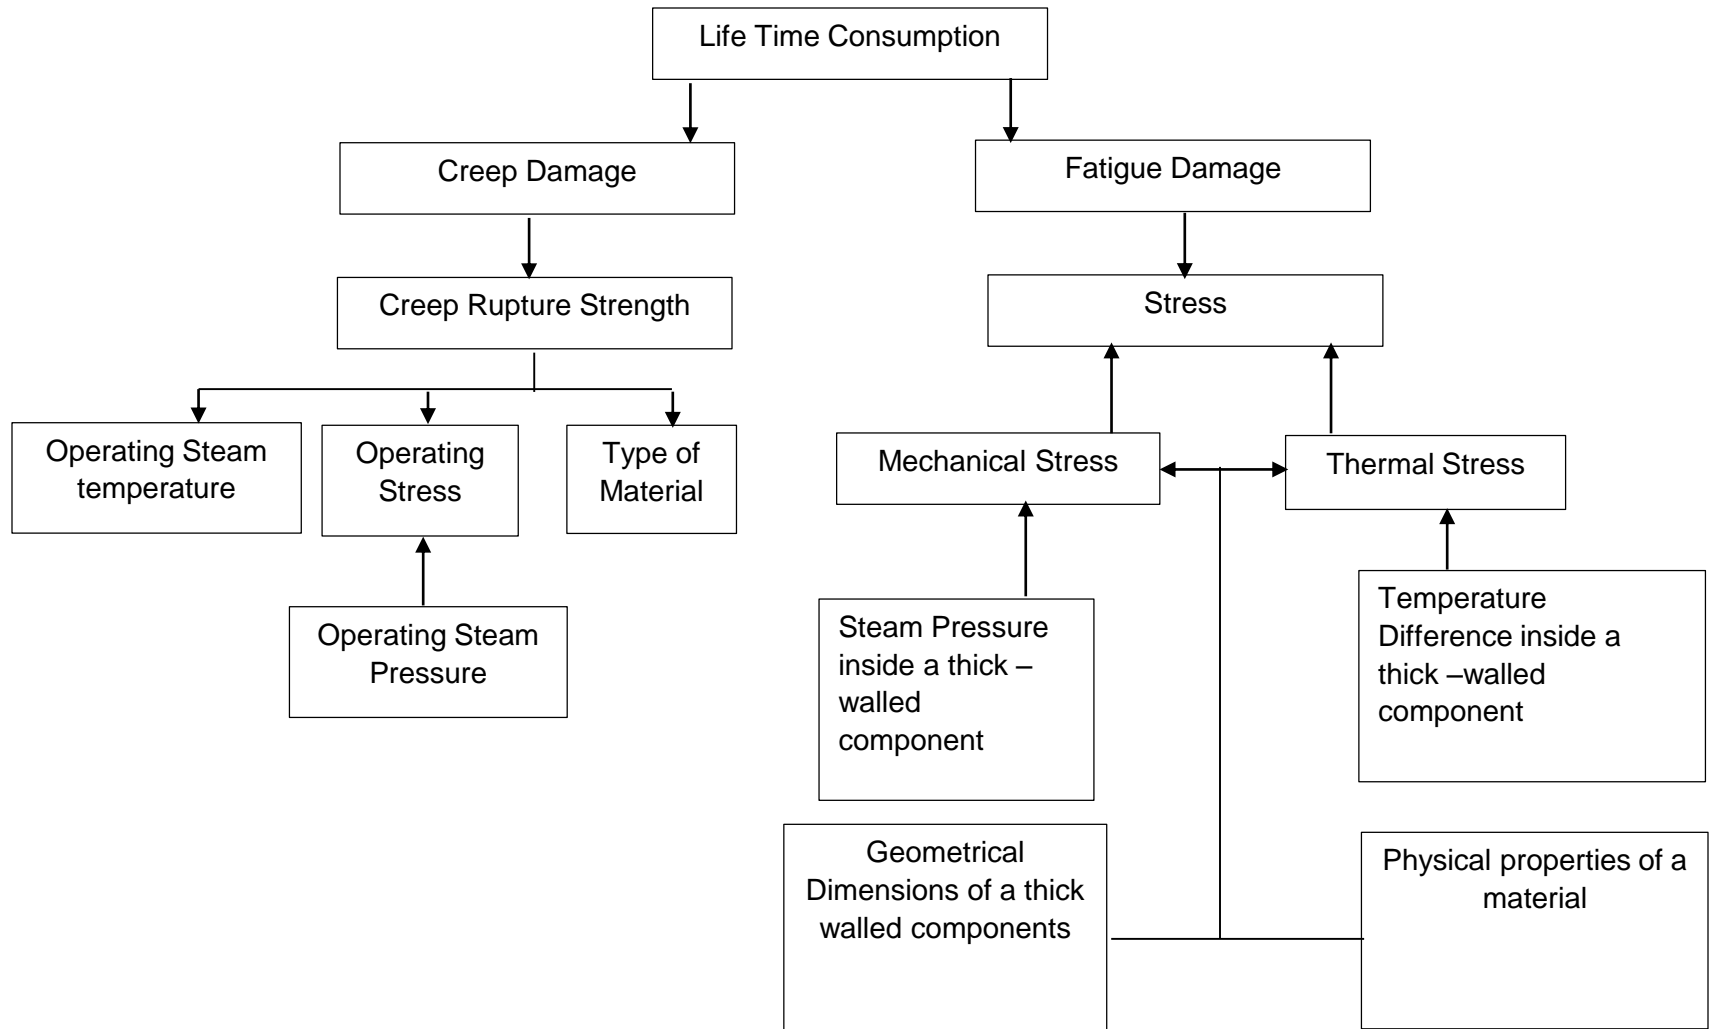 Life Time Consumption
Creep Damage
Fatigue Damage
Creep Rupture Strength
Stress
Operating Steam
temperature
Operating
Stress
Type of
Material
Mechanical Stress
Thermal Stress
Operating Steam
Pressure
Steam Pressure
inside a thick –
walled
component
Temperature
Difference inside a
thick –walled
component
Geometrical
Dimensions of a thick
walled components
Physical properties of a
material